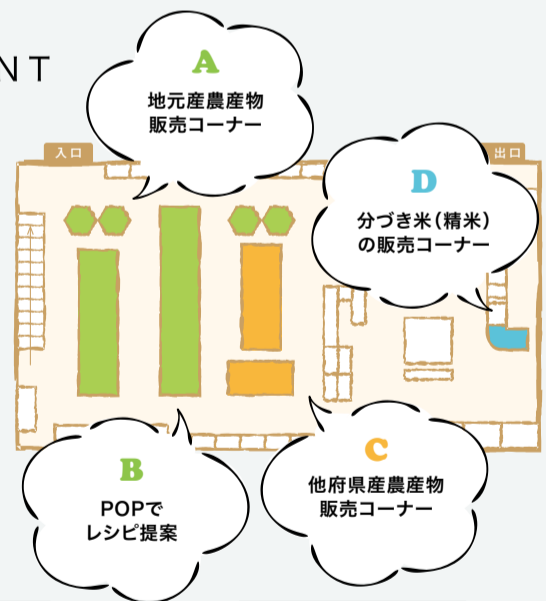 NT
A
地元産農産物
販売コーナー
入口
出口
D
分づき米(精米)
の販売コーナー
B
POPで
レシピ提案
C
他府県産農産物
販売コーナー